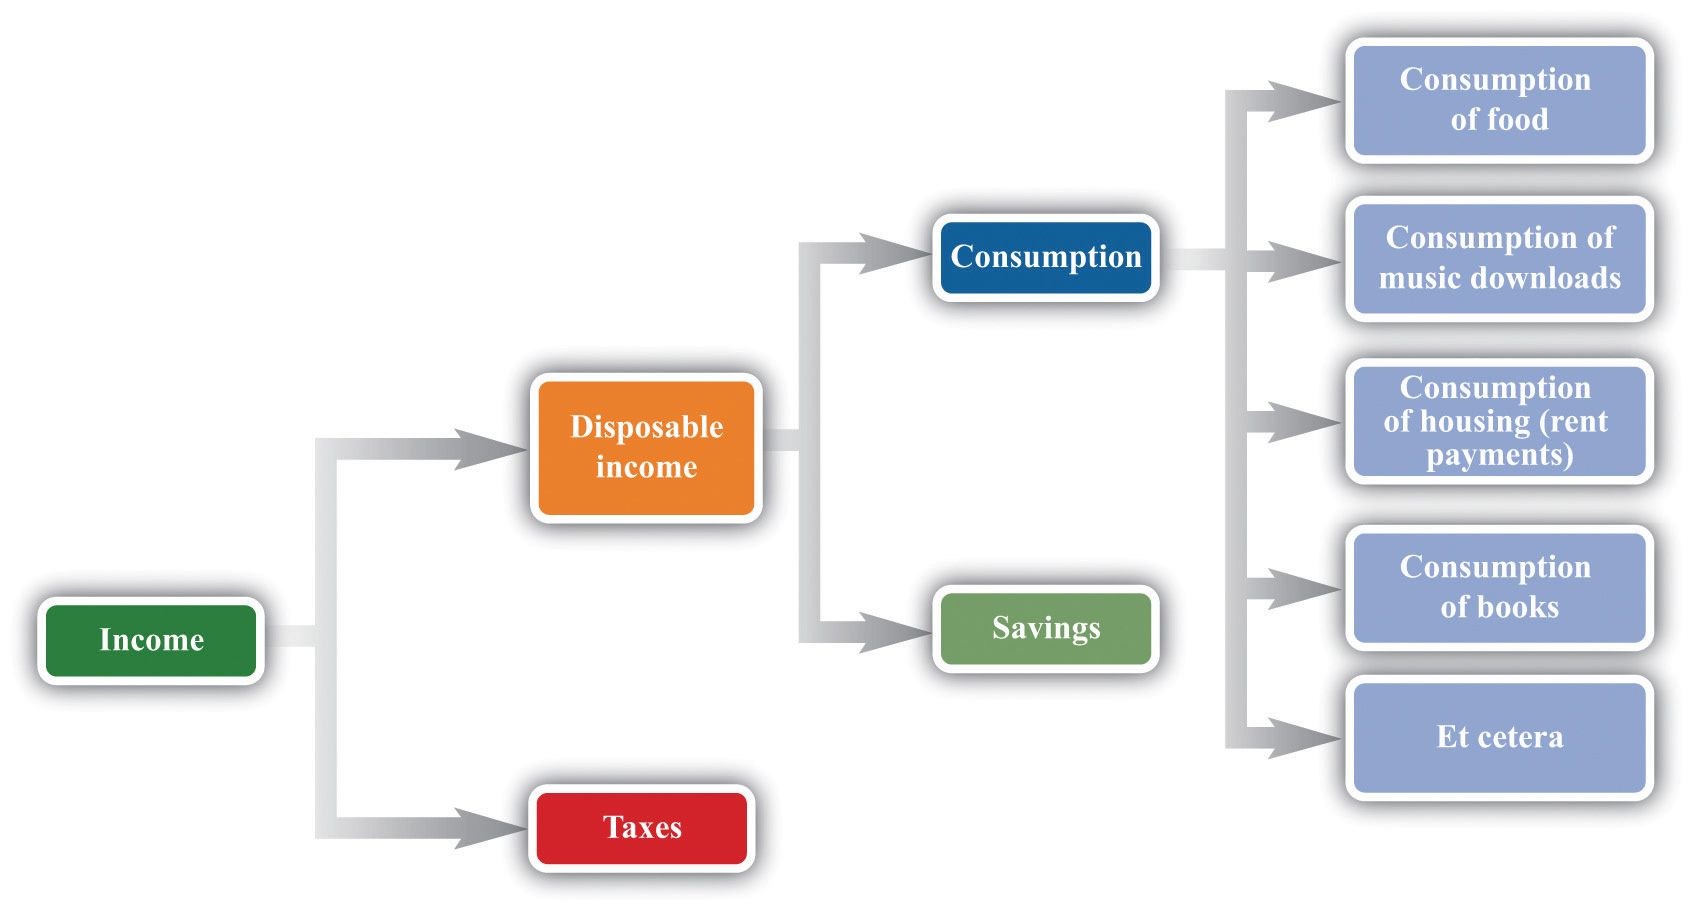 Income
Disposable
income
Taxes
Consumption
Savings
Consumption
of food
Consumption of
music downloads
Consumption
of housing (rent
payments)
Consumption
of books
Et cetera